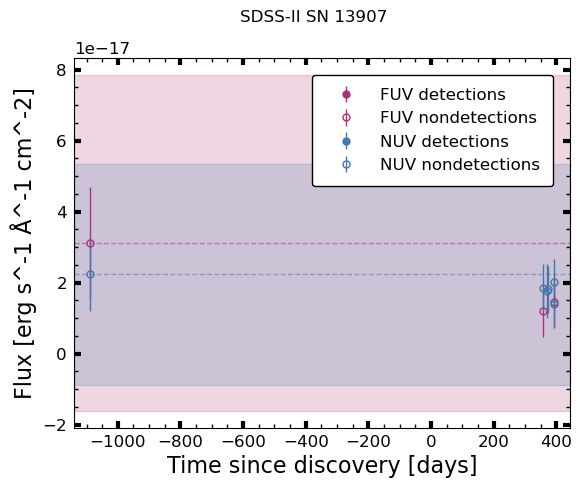 SDSS-II SN 13907
1e−17
FUV detections
FUV nondetections
NUV detections
NUV nondetections
8
6
4
2
0
−2
Flux [erg s^-1 Å^-1 cm^-2]
−1000 −800 −600 −400 −200 0 200 400
Time since discovery [days]